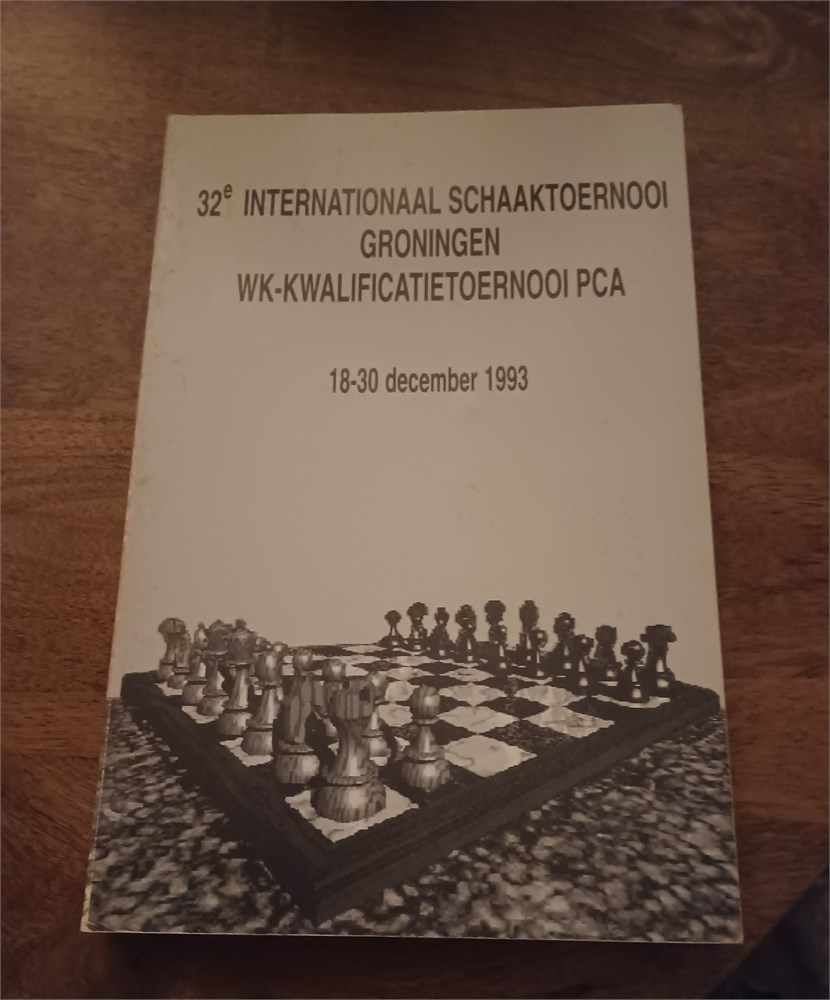 32e INTERNATIONAAL SCHAAKTOERNOOI
GRONINGEN
WK-KWALIFICATIETOERNOOI PCA
18-30 december 1993